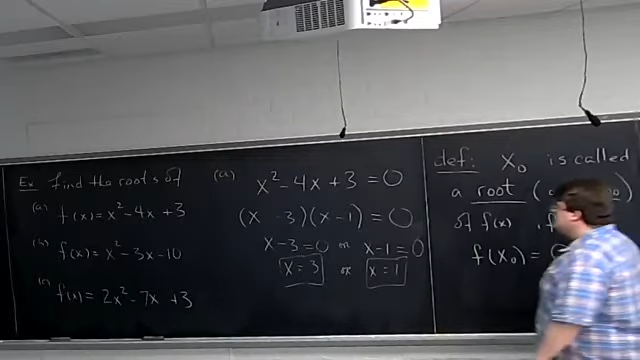 Ex Find the roots of
(a) f(x) = x² - 4x + 3
(b) f(x) = x² - 3x - 10
(c) f(x) = 2x² - 7x + 3
(a) x² - 4x + 3 = 0
(x - 3)(x - 1) = 0
x - 3 = 0 or x - 1 = 0
x = 3 or x = 1
def: x₀ is called
a root (
of f(x), if
f(x₀) = 0